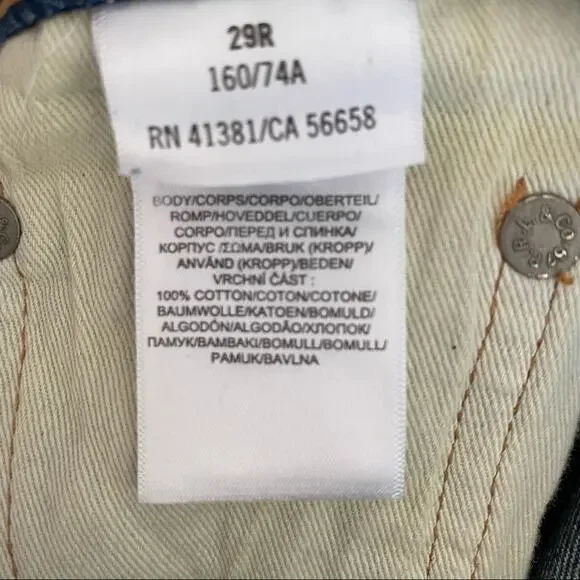 29R
160/74A
RN 41381/CA 56658
BODY/CORPS/CORPO/OBERTEIL/
ROMP/HOVEDDEL/CUERPO/
CORPO/ПЕРЕД И СПИНКА/
КОРПУС /ΣΩΜΑ/BRUK (KROPP)/
ANVÄND (KROPP)/BEDEN/
VRCHNÍ ČÁST :
100% COTTON/COTON/COTONE/
BAUMWOLLE/KATOEN/BOMULD/
ALGODÓN/ALGODÃO/ХЛОПОК/
ПАМУК/ΒΑΜΒΑΚΙ/BOMULL/BOMULL/
PAMUK/BAVLNA